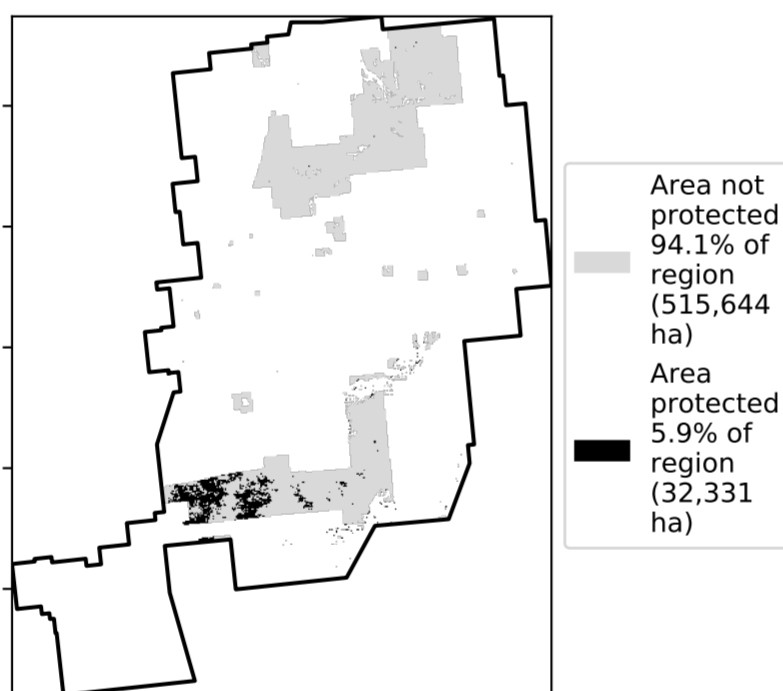 Area not
protected
94.1% of
region
(515,644
ha)
Area
protected
5.9% of
region
(32,331
ha)